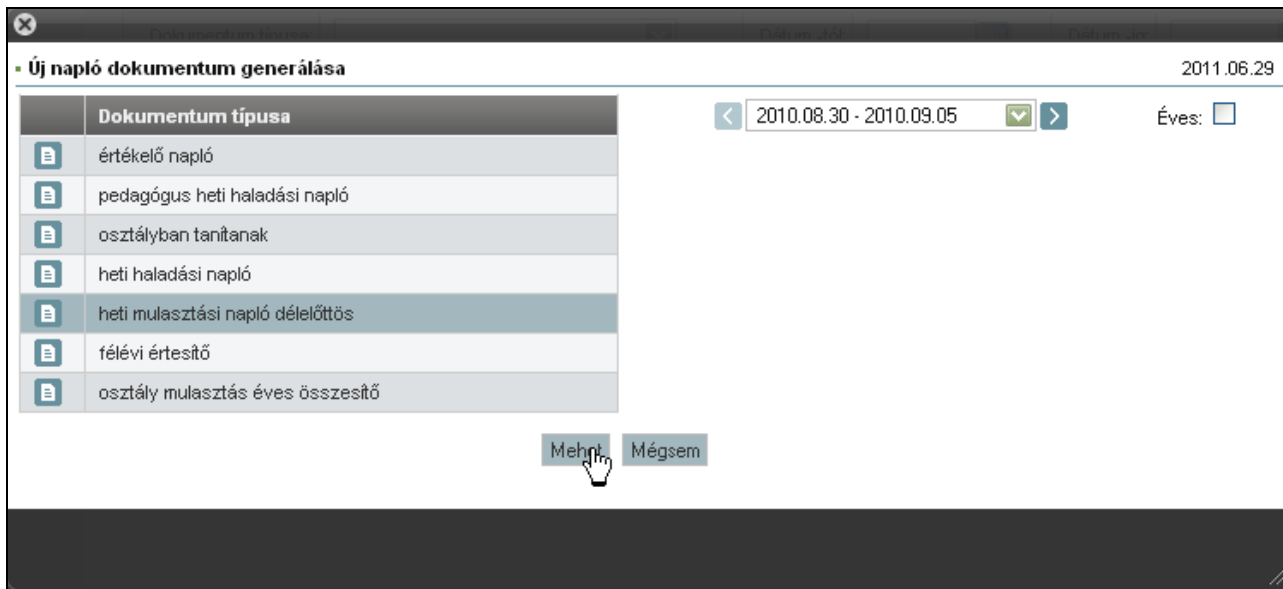 Dokumentum típusa:
Új napló dokumentum generálása 2011.06.29
Dokumentum típusa 2010.08.30 - 2010.09.05 Éves:
értékelő napló
pedagógus heti haladási napló
osztályban tanítanak
heti haladási napló
heti mulasztási napló délelőttös
félévi értesítő
osztály mulasztás éves összesítő
Mégsem